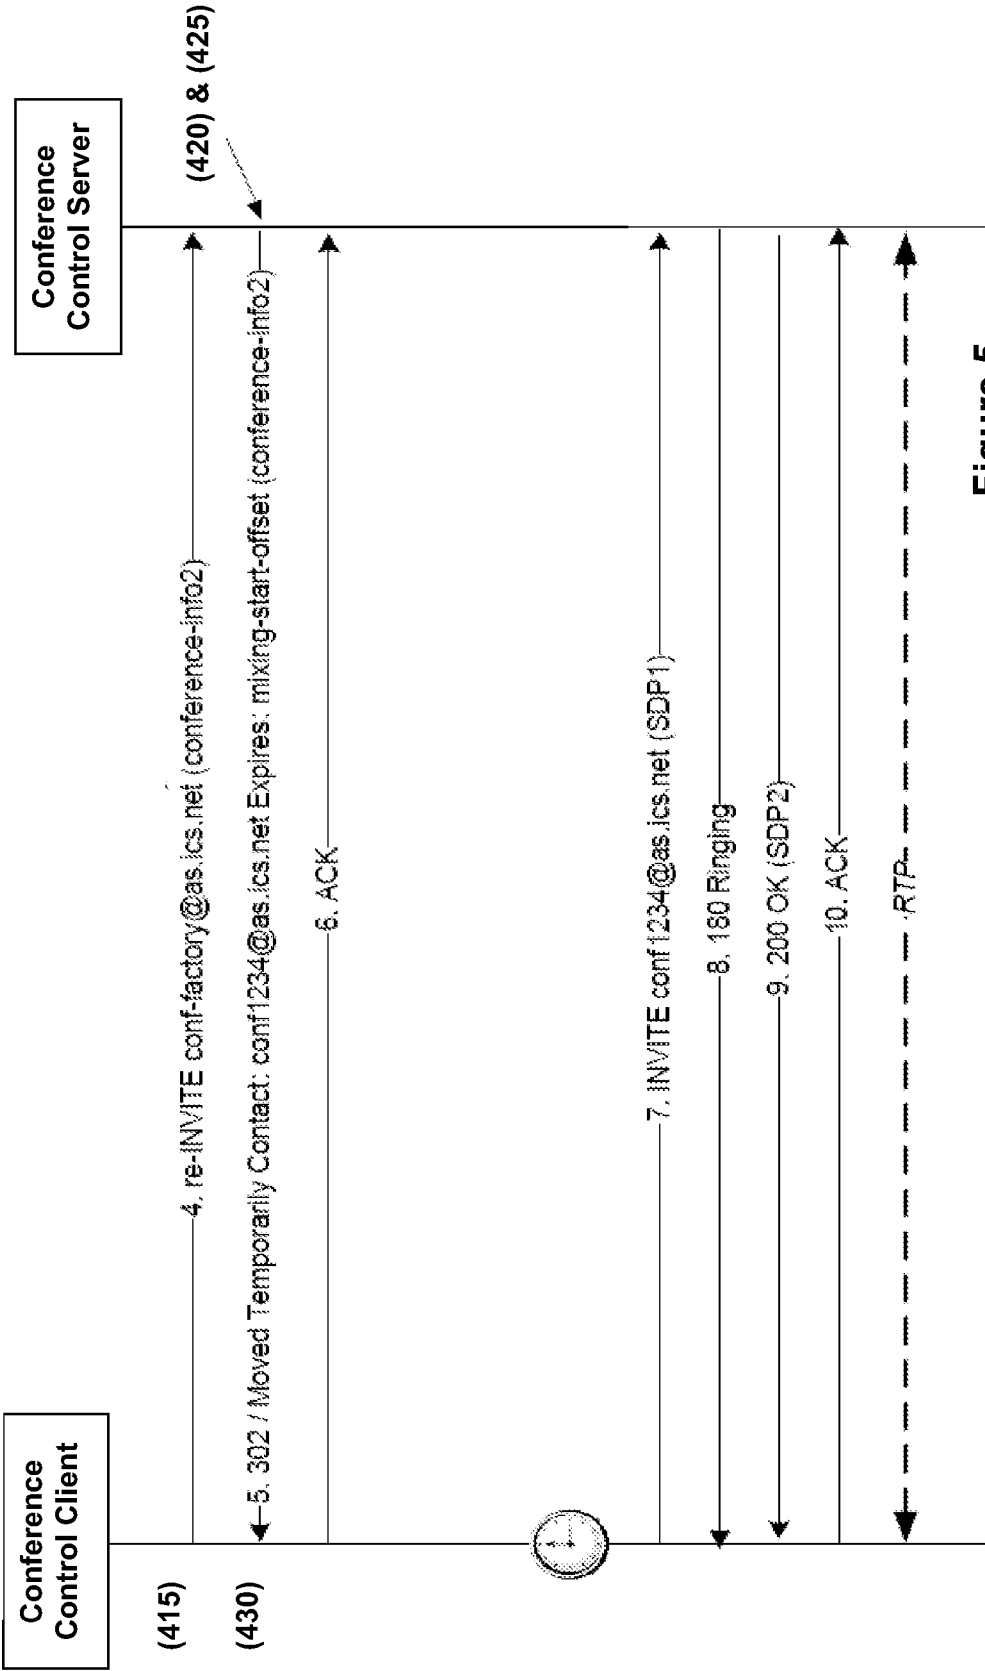 Conference
Control Client
Conference
Control Server
(415)
4. re-INVITE conf-factory@as.ics.net (conference-info2)
(420) & (425)
(430)
5. 302 / Moved Temporarily Contact: conf1234@as.ics.net Expires: mixing-start-offset (conference-info2)
6. ACK
7. INVITE conf1234@as.ics.net (SDP1)
8. 180 Ringing
9. 200 OK (SDP2)
10. ACK
RTP
Figure 5